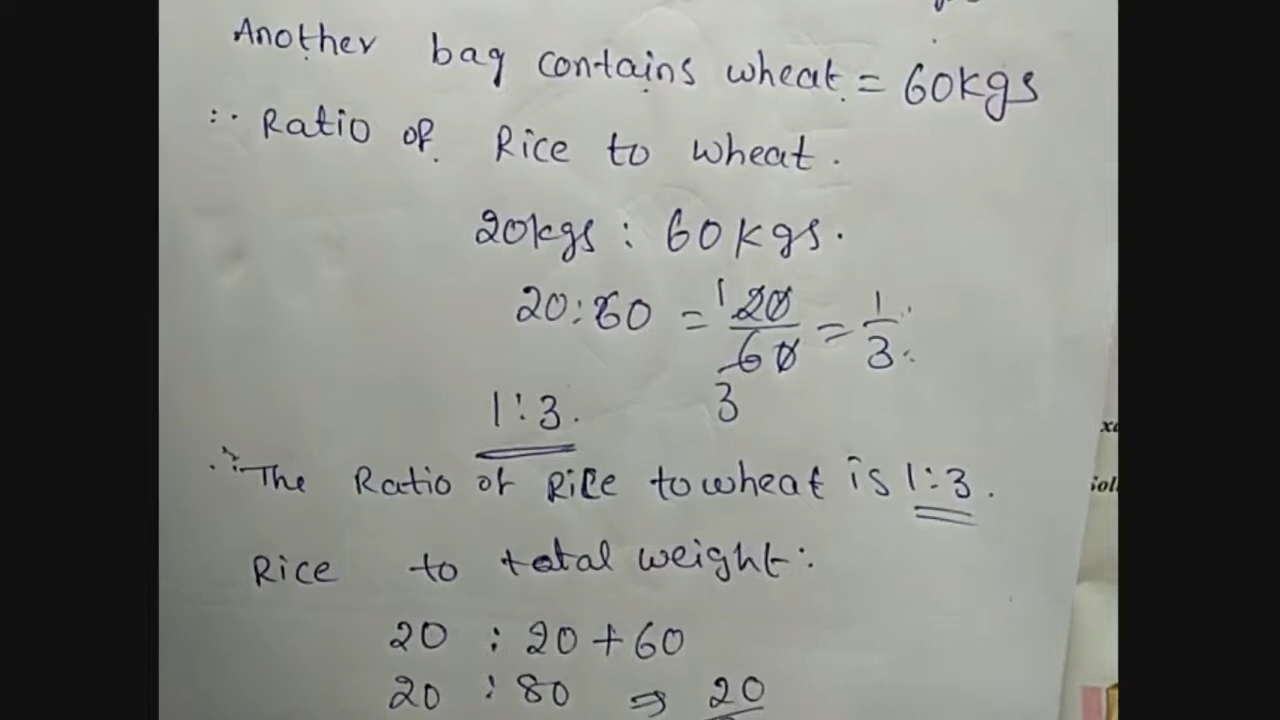 Another bag contains wheat = 60kgs
∴ Ratio of Rice to wheat.
20kgs : 60kgs.
20:60 = 1 20/60 3 = 1/3
1:3.
∴ The Ratio of Rice to wheat is 1:3.
Rice to total weight:
20 : 20 + 60
20 : 80 ⇒ 20